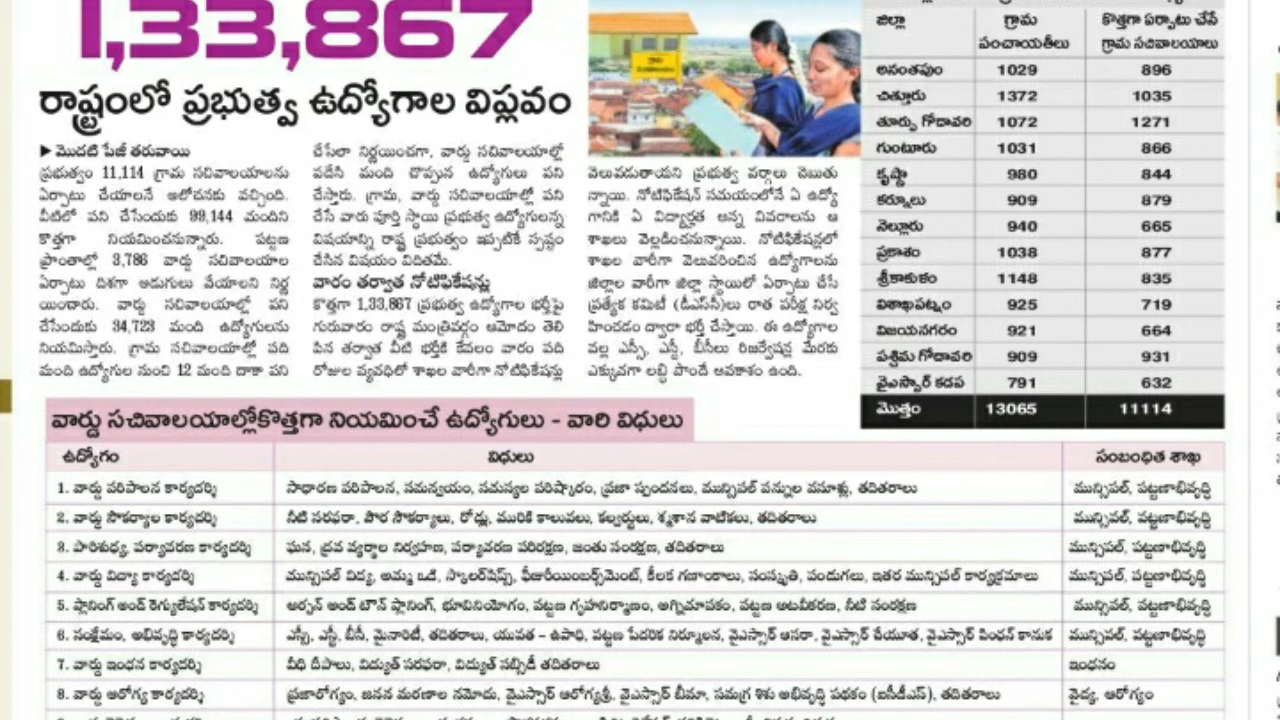 1,33,867
రాష్ట్రంలో ప్రభుత్వ ఉద్యోగాల విప్లవం
▶ మొదటి పేజీ తరువాయి
ప్రభుత్వం 11,114 గ్రామ సచివాలయాలను
ఏర్పాటు చేయాలనే ఆలోచనకు వచ్చింది.
వీటిలో పని చేసేందుకు 99,144 మందిని
కొత్తగా నియమించనున్నారు. పట్టణ
ప్రాంతాల్లో 3,786 వార్డు సచివాలయాల
ఏర్పాటు దిశగా అడుగులు వేయాలని నిర్ణ
యించారు. వార్డు సచివాలయాల్లో పని
చేసేందుకు 34,723 మంది ఉద్యోగులను
నియమిస్తారు. గ్రామ సచివాలయాల్లో పది
మంది ఉద్యోగుల నుంచి 12 మంది దాకా పని
చేసేలా నిర్ణయించగా, వార్డు సచివాలయాల్లో
పదేసి మంది చొప్పున ఉద్యోగులు పని
చేస్తారు. గ్రామ, వార్డు సచివాలయాల్లో పని
చేసే వారు పూర్తి స్థాయి ప్రభుత్వ ఉద్యోగులన్న
విషయాన్ని రాష్ట్ర ప్రభుత్వం ఇప్పటికే స్పష్టం
చేసిన విషయం విదితమే.
వారం తర్వాత నోటిఫికేషన్లు
కొత్తగా 1,33,867 ప్రభుత్వ ఉద్యోగాల భర్తీపై
గురువారం రాష్ట్ర మంత్రివర్గం ఆమోదం తెలి
పిన తర్వాత వీటి భర్తీకి కేవలం వారం పది
రోజుల వ్యవధిలో శాఖల వారీగా నోటిఫికేషన్లు
వెలువడుతాయని ప్రభుత్వ వర్గాలు చెబుతు
న్నాయి. నోటిఫికేషన్ సమయంలోనే ఏ ఉద్యో
గానికి ఏ విద్యార్హత అన్న వివరాలను ఆ
శాఖలు వెల్లడించనున్నాయి. నోటిఫికేషన్లలో
శాఖల వారీగా వెలువరించిన ఉద్యోగాలను
జిల్లాల వారీగా జిల్లా స్థాయిలో ఏర్పాటు చేసే
ప్రత్యేక కమిటీ (డీఎస్‌సీ)లు రాత పరీక్ష నిర్వ
హించడం ద్వారా భర్తీ చేస్తాయి. ఈ ఉద్యోగాల
వల్ల ఎస్సీ, ఎస్టీ, బీసీలు రిజర్వేషన్ల మేరకు
ఎక్కువగా లబ్ధి పొందే అవకాశం ఉంది.
జిల్లా గ్రామ పంచాయతీలు కొత్తగా ఏర్పాటు చేసే గ్రామ సచివాలయాలు
అనంతపురం 1029 896
చిత్తూరు 1372 1035
తూర్పు గోదావరి 1072 1271
గుంటూరు 1031 866
కృష్ణా 980 844
కర్నూలు 909 879
నెల్లూరు 940 665
ప్రకాశం 1038 877
శ్రీకాకుళం 1148 835
విశాఖపట్నం 925 719
విజయనగరం 921 664
పశ్చిమ గోదావరి 909 931
వైఎస్సార్ కడప 791 632
మొత్తం 13065 11114
వార్డు సచివాలయాల్లోకొత్తగా నియమించే ఉద్యోగులు - వారి విధులు
ఉద్యోగం విధులు సంబంధిత శాఖ
1. వార్డు పరిపాలన కార్యదర్శి సాధారణ పరిపాలన, సమన్వయం, సమస్యల పరిష్కారం, ప్రజా స్పందనలు, మున్సిపల్ పన్నుల వసూళ్లు, తదితరాలు మున్సిపల్, పట్టణాభివృద్ధి
2. వార్డు సౌకర్యాల కార్యదర్శి నీటి సరఫరా, పౌర సౌకర్యాలు, రోడ్లు, మురికి కాలువలు, కల్వర్టులు, శ్మశాన వాటికలు, తదితరాలు మున్సిపల్, పట్టణాభివృద్ధి
3. పారిశుధ్య, పర్యావరణ కార్యదర్శి ఘన, ద్రవ వ్యర్థాల నిర్వహణ, పర్యావరణ పరిరక్షణ, జంతు సంరక్షణ, తదితరాలు మున్సిపల్, పట్టణాభివృద్ధి
4. వార్డు విద్యా కార్యదర్శి మున్సిపల్ విద్య, అమ్మ ఒడి, స్కాలర్‌షిప్స్, ఫీజురీయింబర్స్‌మెంట్, కీలక గణాంకాలు, సంస్కృతి, పండుగలు, ఇతర మున్సిపల్ కార్యక్రమాలు మున్సిపల్, పట్టణాభివృద్ధి
5. ప్లానింగ్ అండ్ రెగ్యులేషన్ కార్యదర్శి అర్బన్ అండ్ టౌన్ ప్లానింగ్, భూవినియోగం, పట్టణ గృహనిర్మాణం, అగ్నిమాపకం, పట్టణ అటవీకరణ, నీటి సంరక్షణ మున్సిపల్, పట్టణాభివృద్ధి
6. సంక్షేమం, అభివృద్ధి కార్యదర్శి ఎస్సీ, ఎస్టీ, బీసీ, మైనారిటీ, తదితరాలు, యువత – ఉపాధి, పట్టణ పేదరిక నిర్మూలన, వైఎస్సార్ ఆసరా, వైఎస్సార్ చేయూత, వైఎస్సార్ పింఛన్ కానుక మున్సిపల్, పట్టణాభివృద్ధి
7. వార్డు ఇంధన కార్యదర్శి వీధి దీపాలు, విద్యుత్ సరఫరా, విద్యుత్ సబ్సిడీ తదితరాలు ఇంధనం
8. వార్డు ఆరోగ్య కార్యదర్శి ప్రజారోగ్యం, జనన మరణాల నమోదు, వైఎస్సార్ ఆరోగ్యశ్రీ, వైఎస్సార్ బీమా, సమగ్ర శిశు అభివృద్ధి పథకం (ఐసీడీఎస్), తదితరాలు వైద్య, ఆరోగ్యం